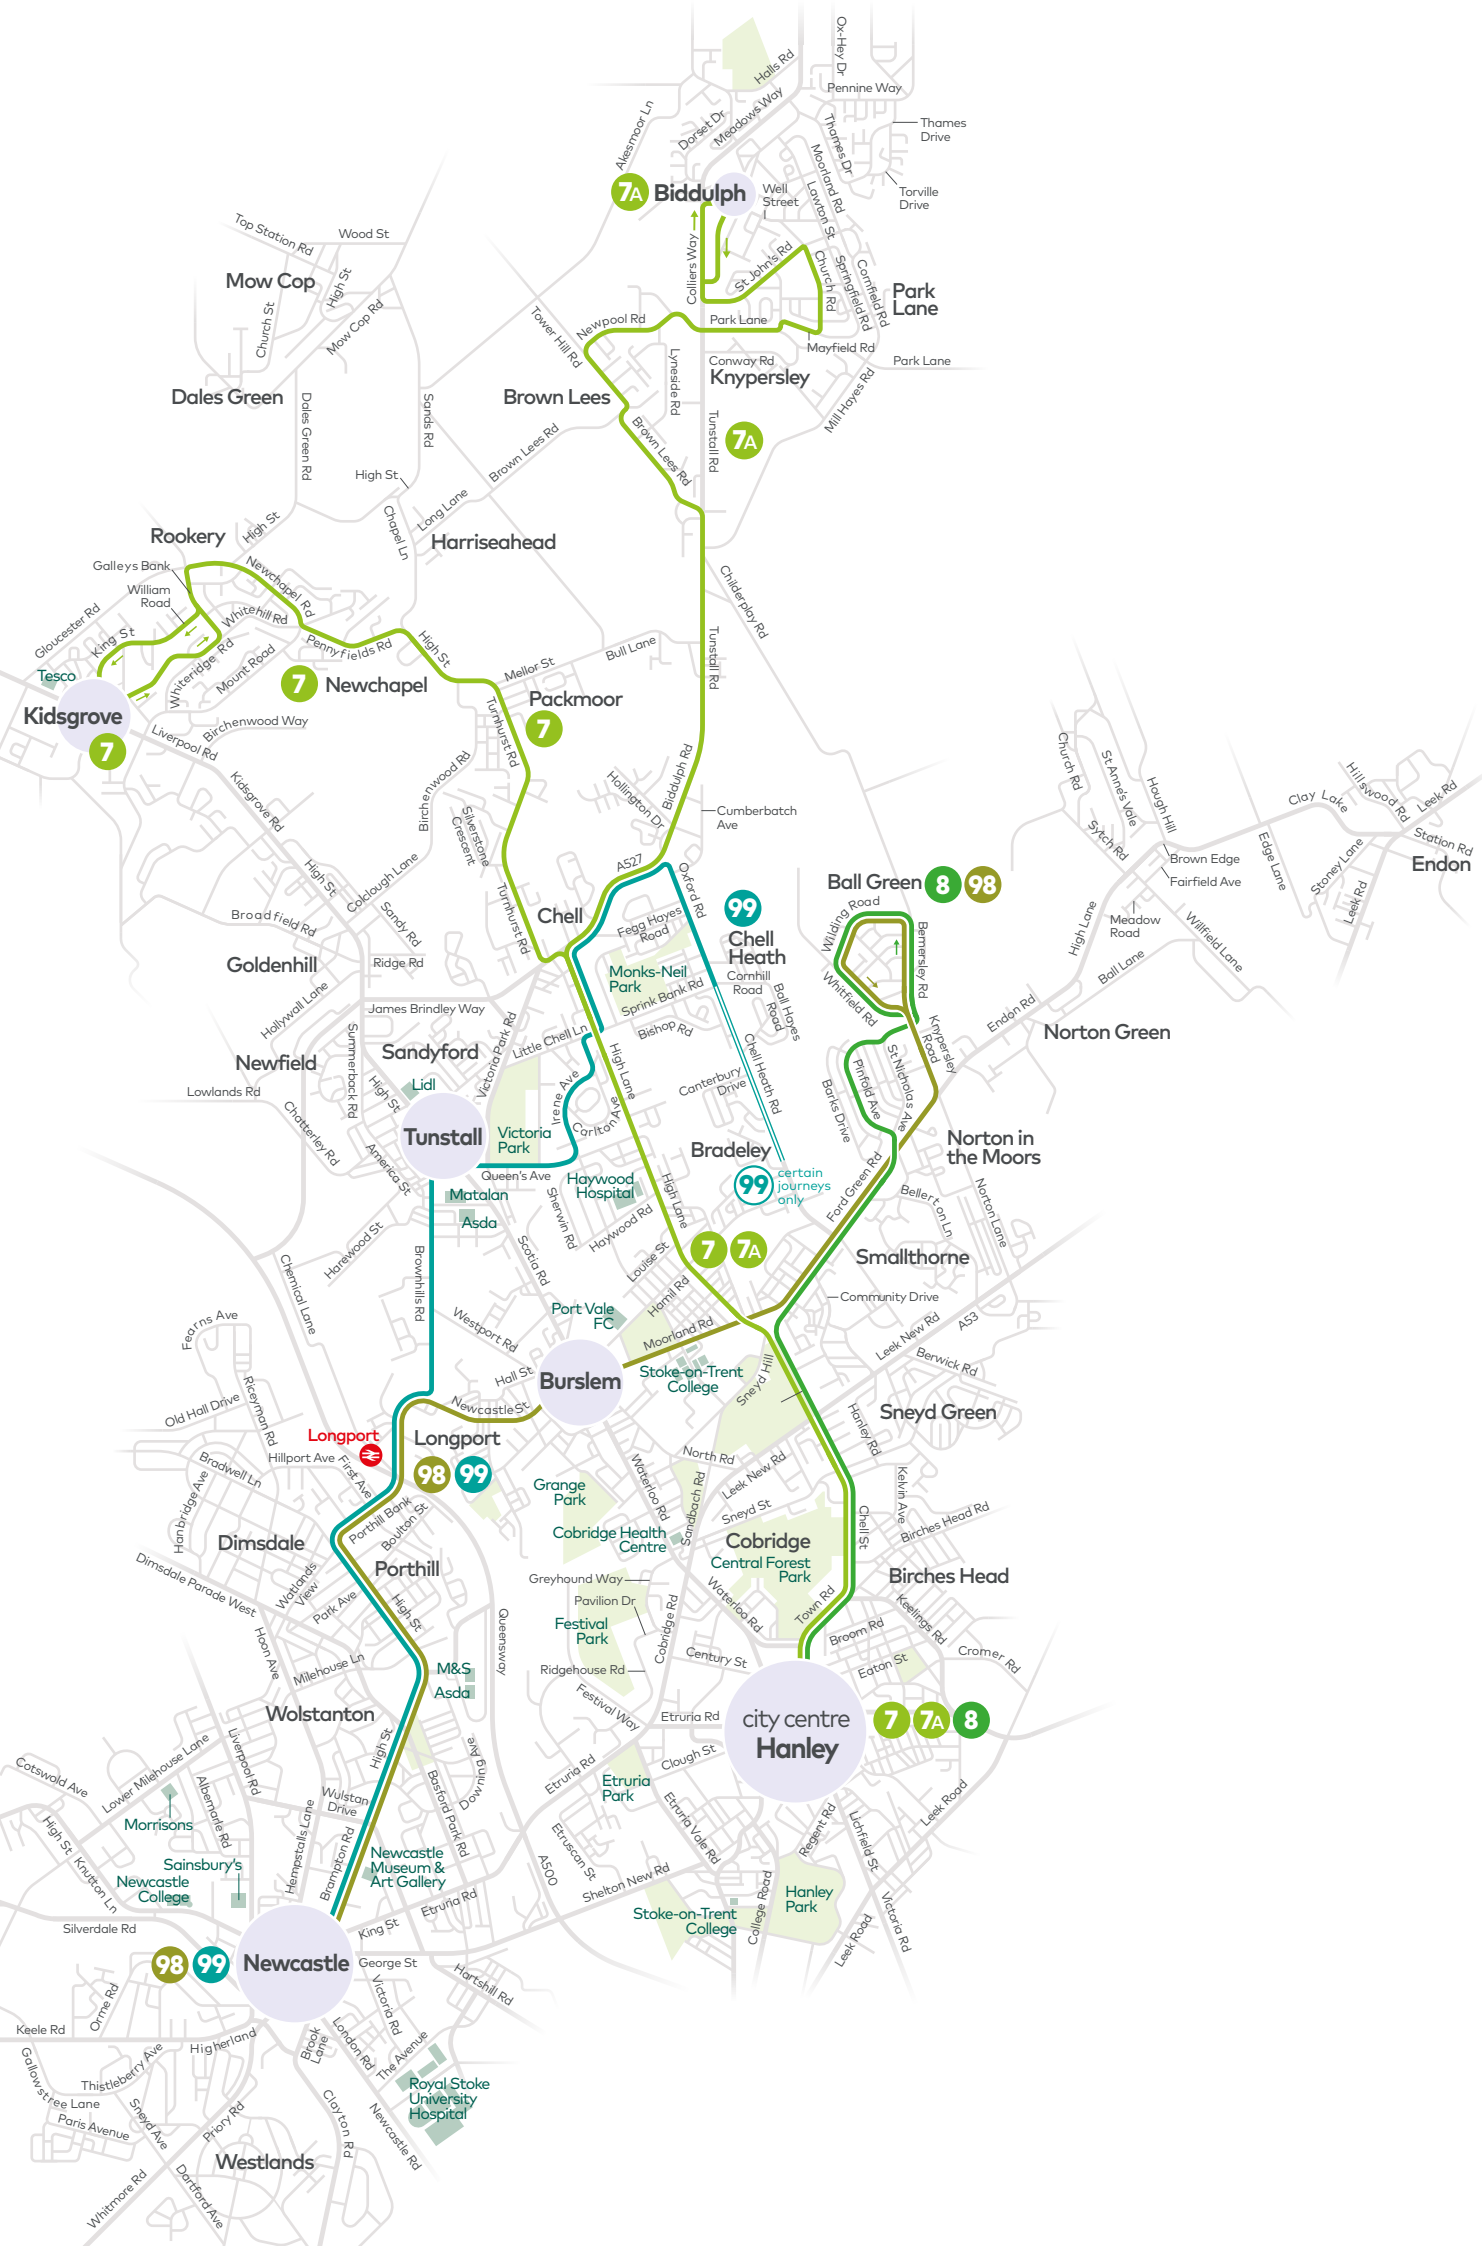 Ox-Hey Dr
Halls Rd
Pennine Way
Meadows Way
Dorset Dr
Akesmoor Ln
Thames Dr
Thames
Drive
Moorland Rd
Lawton St
Torville
Drive
7A
Biddulph
Well
Street
Top Station Rd
Wood St
Mow Cop
High St
Church St
Mow Cop Rd
Colliers Way
St John's Rd
Church Rd
Springfield Rd
Cornfield Rd
Park
Lane
Tower Hill Rd
Newpool Rd
Park Lane
Mayfield Rd
Lyneside Rd
Conway Rd
Knypersley
Park Lane
Mill Hayes Rd
Dales Green
Brown Lees
Dales Green Rd
Sands Rd
Brown Lees Rd
Brown Lees Rd
Tunstall Rd
7A
High St
Long Lane
Chapel Ln
Harriseahead
Rookery
High St
Galleys Bank
William
Road
Newchapel Rd
Whitehill Rd
Gloucester Rd
King St
Whiteridge Rd
Mount Road
Pennyfields Rd
High St
Mellor St
Bull Lane
Childerplay Rd
Tunstall Rd
Tesco
Kidsgrove
7
7
Newchapel
Packmoor
7
Turnhurst Rd
Birchenwood Way
Liverpool Rd
Kidsgrove Rd
Birchenwood Rd
Silverstone
Crescent
Hollington Dr
Biddulph Rd
Cumberbatch
Ave
Church Rd
St Anne's Vale
Hough Hill
Sytch Rd
Brown Edge
Fairfield Ave
Meadow
Road
Wilfield Lane
High Lane
Ball Lane
Endon Rd
Clay Lake
Hillswood Rd
Leek Rd
Station Rd
Endon
Edge Lane
Stoney Lane
Leek Rd
High St
Colclough Lane
Sandy Rd
Broadfield Rd
Goldenhill
Ridge Rd
Turnhurst Rd
Chell
A527
Oxford Rd
Fegg Hayes
Road
99
Chell
Heath
Cornhill
Road
Ball Hayes
Road
Monks-Neil
Park
Sprink Bank Rd
Bishop Rd
Ball Green
8
98
Wilding Road
Bemersley Rd
Whitfield Rd
Knypersley
Road
Norton Green
Hollywall Lane
James Brindley Way
Newfield
Summerback Rd
Sandyford
Victoria Park Rd
Little Chell Ln
High Lane
Chell Heath Rd
Canterbury
Drive
Pinfold Ave
St Nicholas Ave
Barks Drive
Lowlands Rd
Chatterley Rd
High St
Lidl
Tunstall
Victoria
Park
Irene Ave
Corlton Ave
Queen's Ave
America St
Matalan
Asda
Haywood
Hospital
Haywood Rd
Sherwin Rd
High Lane
Bradeley
99
certain
journeys
only
Norton in
the Moors
Ford Green Rd
Bellerton Ln
Norton Lane
Smallthorne
Harewood St
Brownhills Rd
Scotia Rd
Louise St
7
7A
Hamil Rd
Moorland Rd
Community Drive
Chemical Lane
Fearns Ave
Westport Rd
Port Vale
FC
Leek New Rd
A53
Berwick Rd
Hall St
Burslem
Stoke-on-Trent
College
Sneyd Hill
Sneyd Green
Hanley Rd
Old Hall Drive
Riceyman Rd
Newcastle St
Longport
Longport
98
99
Hillport Ave
First Ave
Bradwell Ln
Hanbridge Ave
Waterloo Rd
North Rd
Leek New Rd
Sandbach Rd
Sneyd St
Kelvin Ave
Birches Head Rd
Chell St
Grange
Park
Cobridge Health
Centre
Cobridge
Central Forest
Park
Birches Head
Dimsdale
Porthill Bank
Boulton St
Porthill
Dimsdale Parade West
Watlands
View
Park Ave
High St
Greyhound Way
Pavilion Dr
Festival
Park
Cobridge Rd
Waterloo Rd
Town Rd
Broom Rd
Keelings Rd
Cromer Rd
Eaton St
Century St
Ridgehouse Rd
Festival Way
Etruria Rd
Hoon Ave
Milehouse Ln
Queensway
M&S
Asda
Wolstanton
High St
city centre
Hanley
7
7A
8
Cotswold Ave
Lower Milehouse Lane
Liverpool Rd
Albemarle Rd
Wulstan
Drive
Basford Park Rd
Downing Ave
Etruria Rd
Clough St
Etruria
Park
Etruria Vale Rd
Regent Rd
Lichfield St
Leek Road
High St
Knutton Ln
Morrisons
Sainsbury's
Newcastle
College
Hempstalls Lane
Brampton Rd
Newcastle
Museum &
Art Gallery
Etruria Rd
Etruscan St
A500
Shelton New Rd
Stoke-on-Trent
College
College Road
Hanley
Park
Leek Road
Victoria Rd
Silverdale Rd
King St
98
99
Newcastle
George St
Hartshill Rd
Victoria Rd
Orme Rd
Keele Rd
Higherland
Brook
Lane
London Rd
The Avenue
Gallowstree Lane
Thistleberry Ave
Paris Avenue
Sneyd Ave
Priory Rd
Clayton Rd
Newcastle Rd
Royal Stoke
University
Hospital
Westlands
Whitmore Rd
Dartford Ave